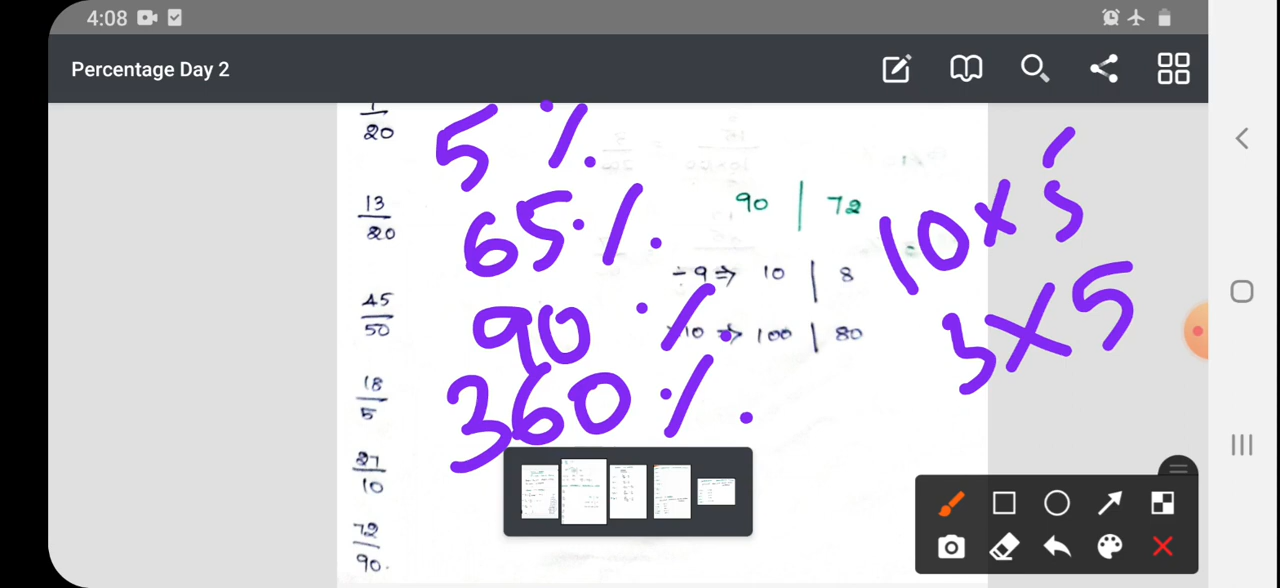 4:08
Percentage Day 2
1/20 5%
13/20 65%
90 | 72
10 x 5
÷9 ⇒ 10 | 8
45/50 90%
10 ⇒ 100 | 80
3 x 5
18/5 360%
27/10
72/90